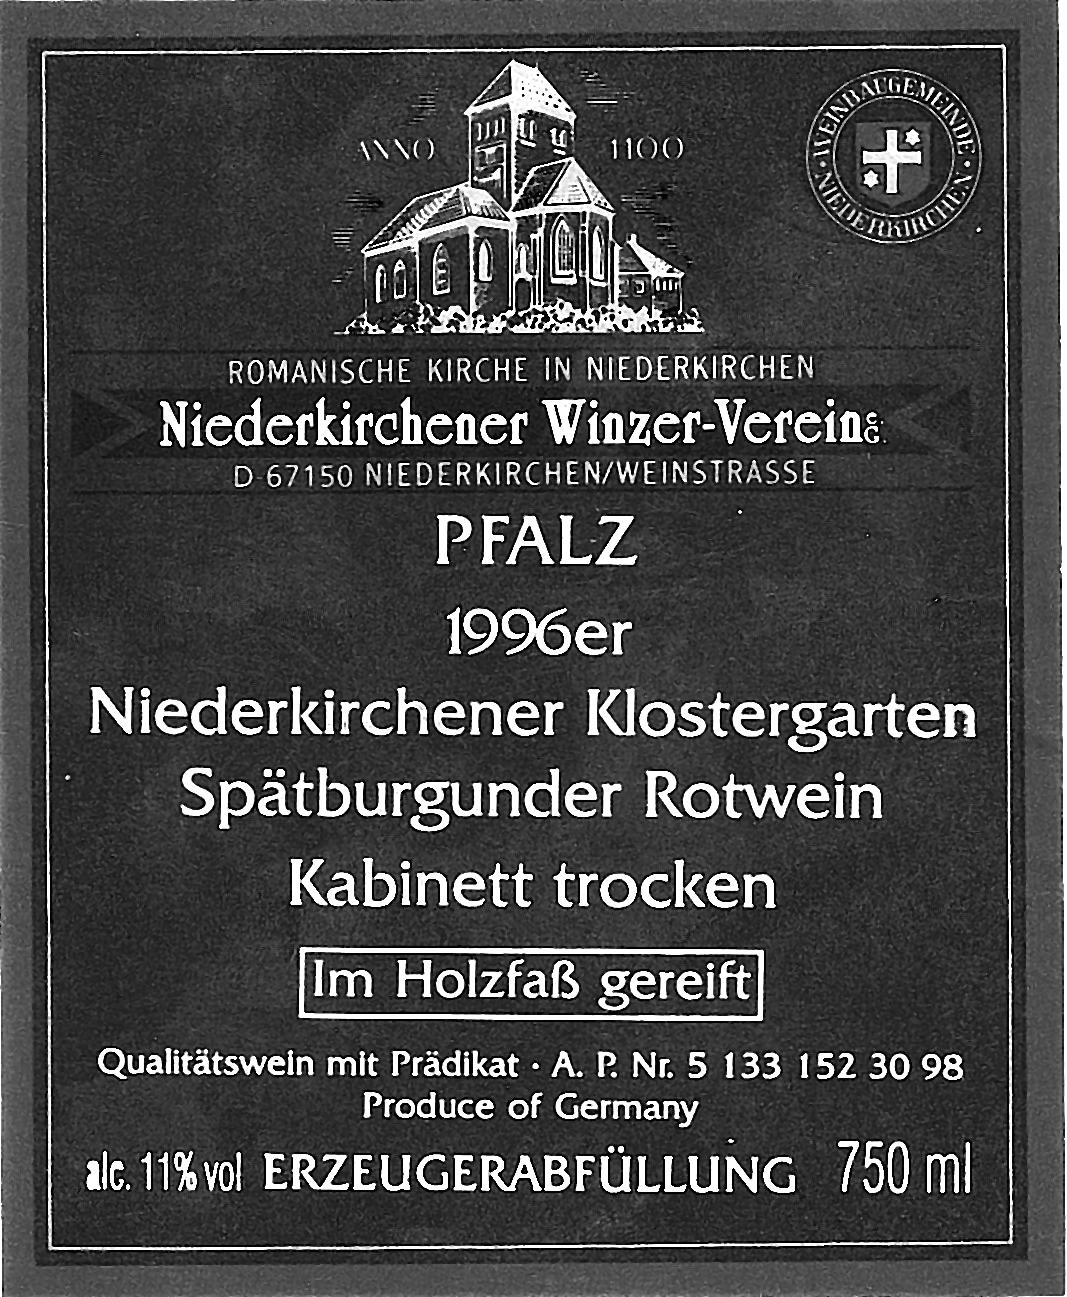 ANNO 1100
WEINBAUGEMEINDE · NIEDERKIRCHEN ·
ROMANISCHE KIRCHE IN NIEDERKIRCHEN
Niederkirchener Winzer-Verein e.G.
D-67150 NIEDERKIRCHEN/WEINSTRASSE
PFALZ
1996er
Niederkirchener Klostergarten
Spätburgunder Rotwein
Kabinett trocken
Im Holzfaß gereift
Qualitätswein mit Prädikat · A. P. Nr. 5 133 152 30 98
Produce of Germany
alc. 11% vol ERZEUGERABFÜLLUNG 750 ml